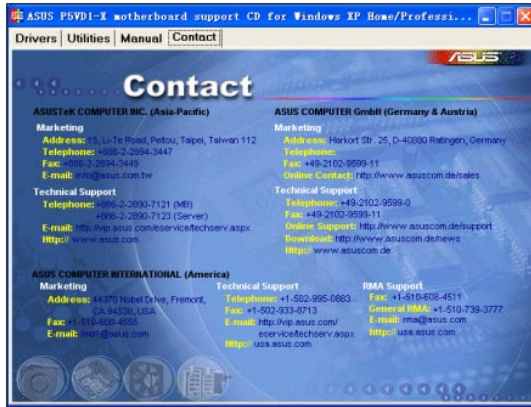 ASUS P5VD1-X motherboard support CD for Windows XP Home/Professi...
Drivers Utilities Manual Contact
ASUS
Contact
ASUSTeK COMPUTER INC. (Asia-Pacific)
Marketing
Address: 15, Li-Te Road, Peitou, Taipei, Taiwan 112
Telephone: +886-2-2894-3447
Fax: +886-2-2894-3449
E-mail: info@asus.com.tw
Technical Support
Telephone: +886-2-2890-7121 (MB)
+886-2-2890-7123 (Server)
E-mail: http://vip.asus.com/eservice/techserv.aspx
Http:// www.asus.com
ASUS COMPUTER GmbH (Germany & Austria)
Marketing
Address: Harkort Str. 25, D-40880 Ratingen, Germany
Telephone:
Fax: +49-2102-9599-11
Online Contact: http://www.asuscom.de/sales
Technical Support
Telephone: +49-2102-9599-0
Fax: +49-2102-9599-11
Online Support: http://www.asuscom.de/support
Download: http://www.asuscom.de/news
Http:// www.asuscom.de
ASUS COMPUTER INTERNATIONAL (America)
Marketing
Address: 44370 Nobel Drive, Fremont,
CA 94538, USA
Fax: +1-510-608-4555
E-mail:
Technical Support
Telephone: +1-502-995-0883
Fax: +1-502-933-8713
E-mail: http://vip.asus.com/
eservice/techserv.aspx
Http:// usa.asus.com
RMA Support
Fax: +1-510-608-4511
General RMA: +1-510-739-3777
E-mail: rma@asus.com
http:// usa.asus.com